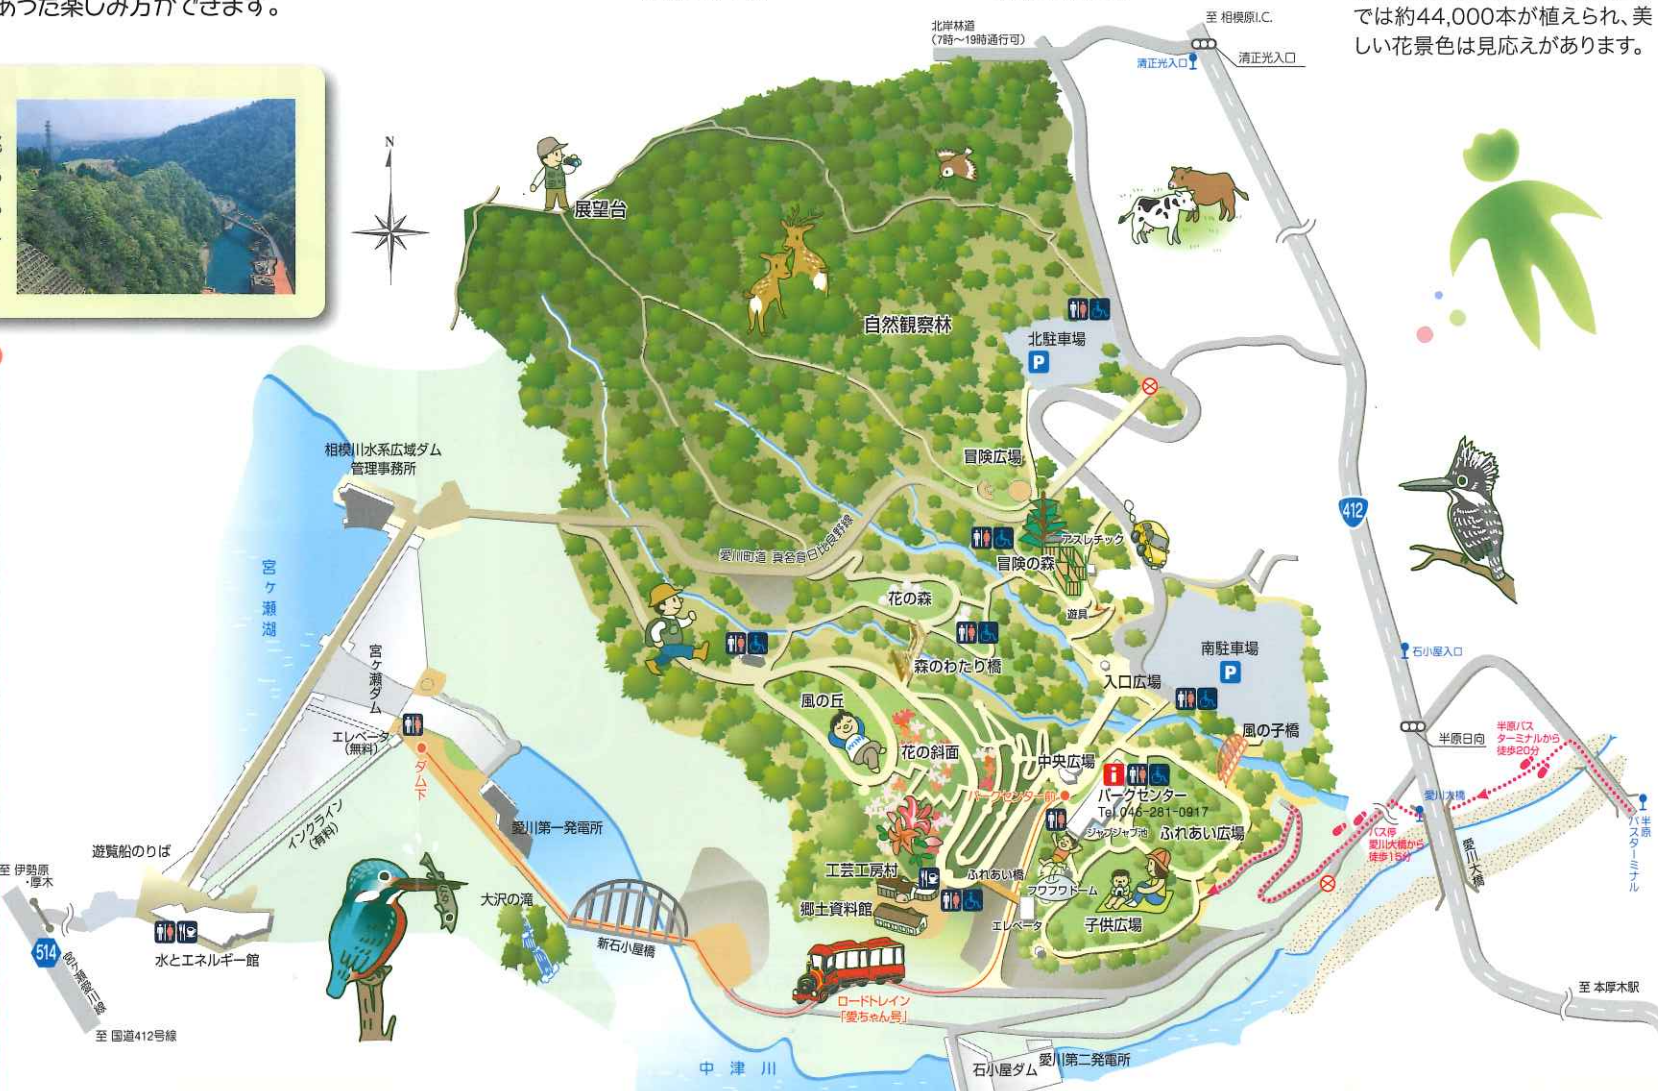 あった楽しみ方ができます。
では約44,000本が植えられ、美
しい花景色は見応えがあります。
北岸林道
（7時〜19時通行可）
至 相模原I.C.
清正光入口
清正光入口
N
展望台
自然観察林
北駐車場
P
相模川水系広域ダム
管理事務所
冒険広場
412
宮ヶ瀬湖
愛川町道 真名倉日比良野線
アスレチック
冒険の森
花の森
遊具
南駐車場
P
石小屋入口
宮ヶ瀬ダム
森のわたり橋
入口広場
風の丘
エレベータ
（無料）
ダム下
花の斜面
中央広場
風の子橋
半原日向
半原バス
ターミナルから
徒歩20分
パークセンター前
i
パークセンター
Tel.046-281-0917
愛川大橋
インクライン
（有料）
愛川第一発電所
ジャブジャブ池
ふれあい広場
バス停
愛川大橋から
徒歩15分
愛川大橋
半原
バスターミナル
遊覧船のりば
至 伊勢原
・厚木
工芸工房村
ふれあい橋
フワフワドーム
大沢の滝
郷土資料館
エレベータ
子供広場
514
宮ヶ瀬愛川線
水とエネルギー館
新石小屋橋
至 本厚木駅
ロードトレイン
「愛ちゃん号」
至 国道412号線
中津川
石小屋ダム
愛川第二発電所